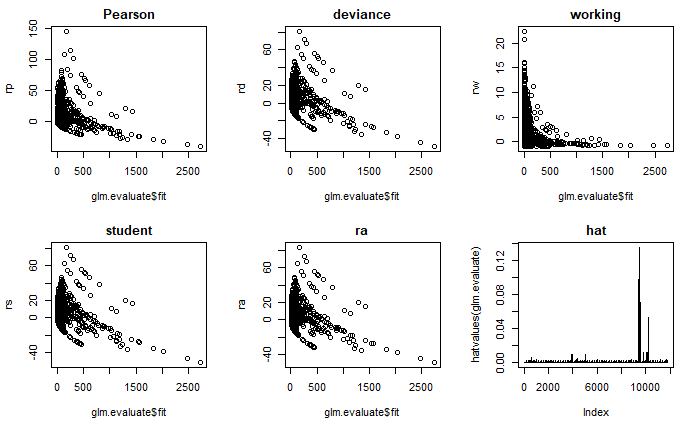 Pearson
rp
0 50 100 150
0 500 1500 2500
glm.evaluate$fit
deviance
rd
-40 0 20 60
0 500 1500 2500
glm.evaluate$fit
working
rw
0 5 10 15 20
0 500 1500 2500
glm.evaluate$fit
student
rs
-40 0 20 60
0 500 1500 2500
glm.evaluate$fit
ra
ra
-40 0 20 60
0 500 1500 2500
glm.evaluate$fit
hat
hatvalues(glm.evaluate)
0.00 0.04 0.08 0.12
0 2000 6000 10000
Index